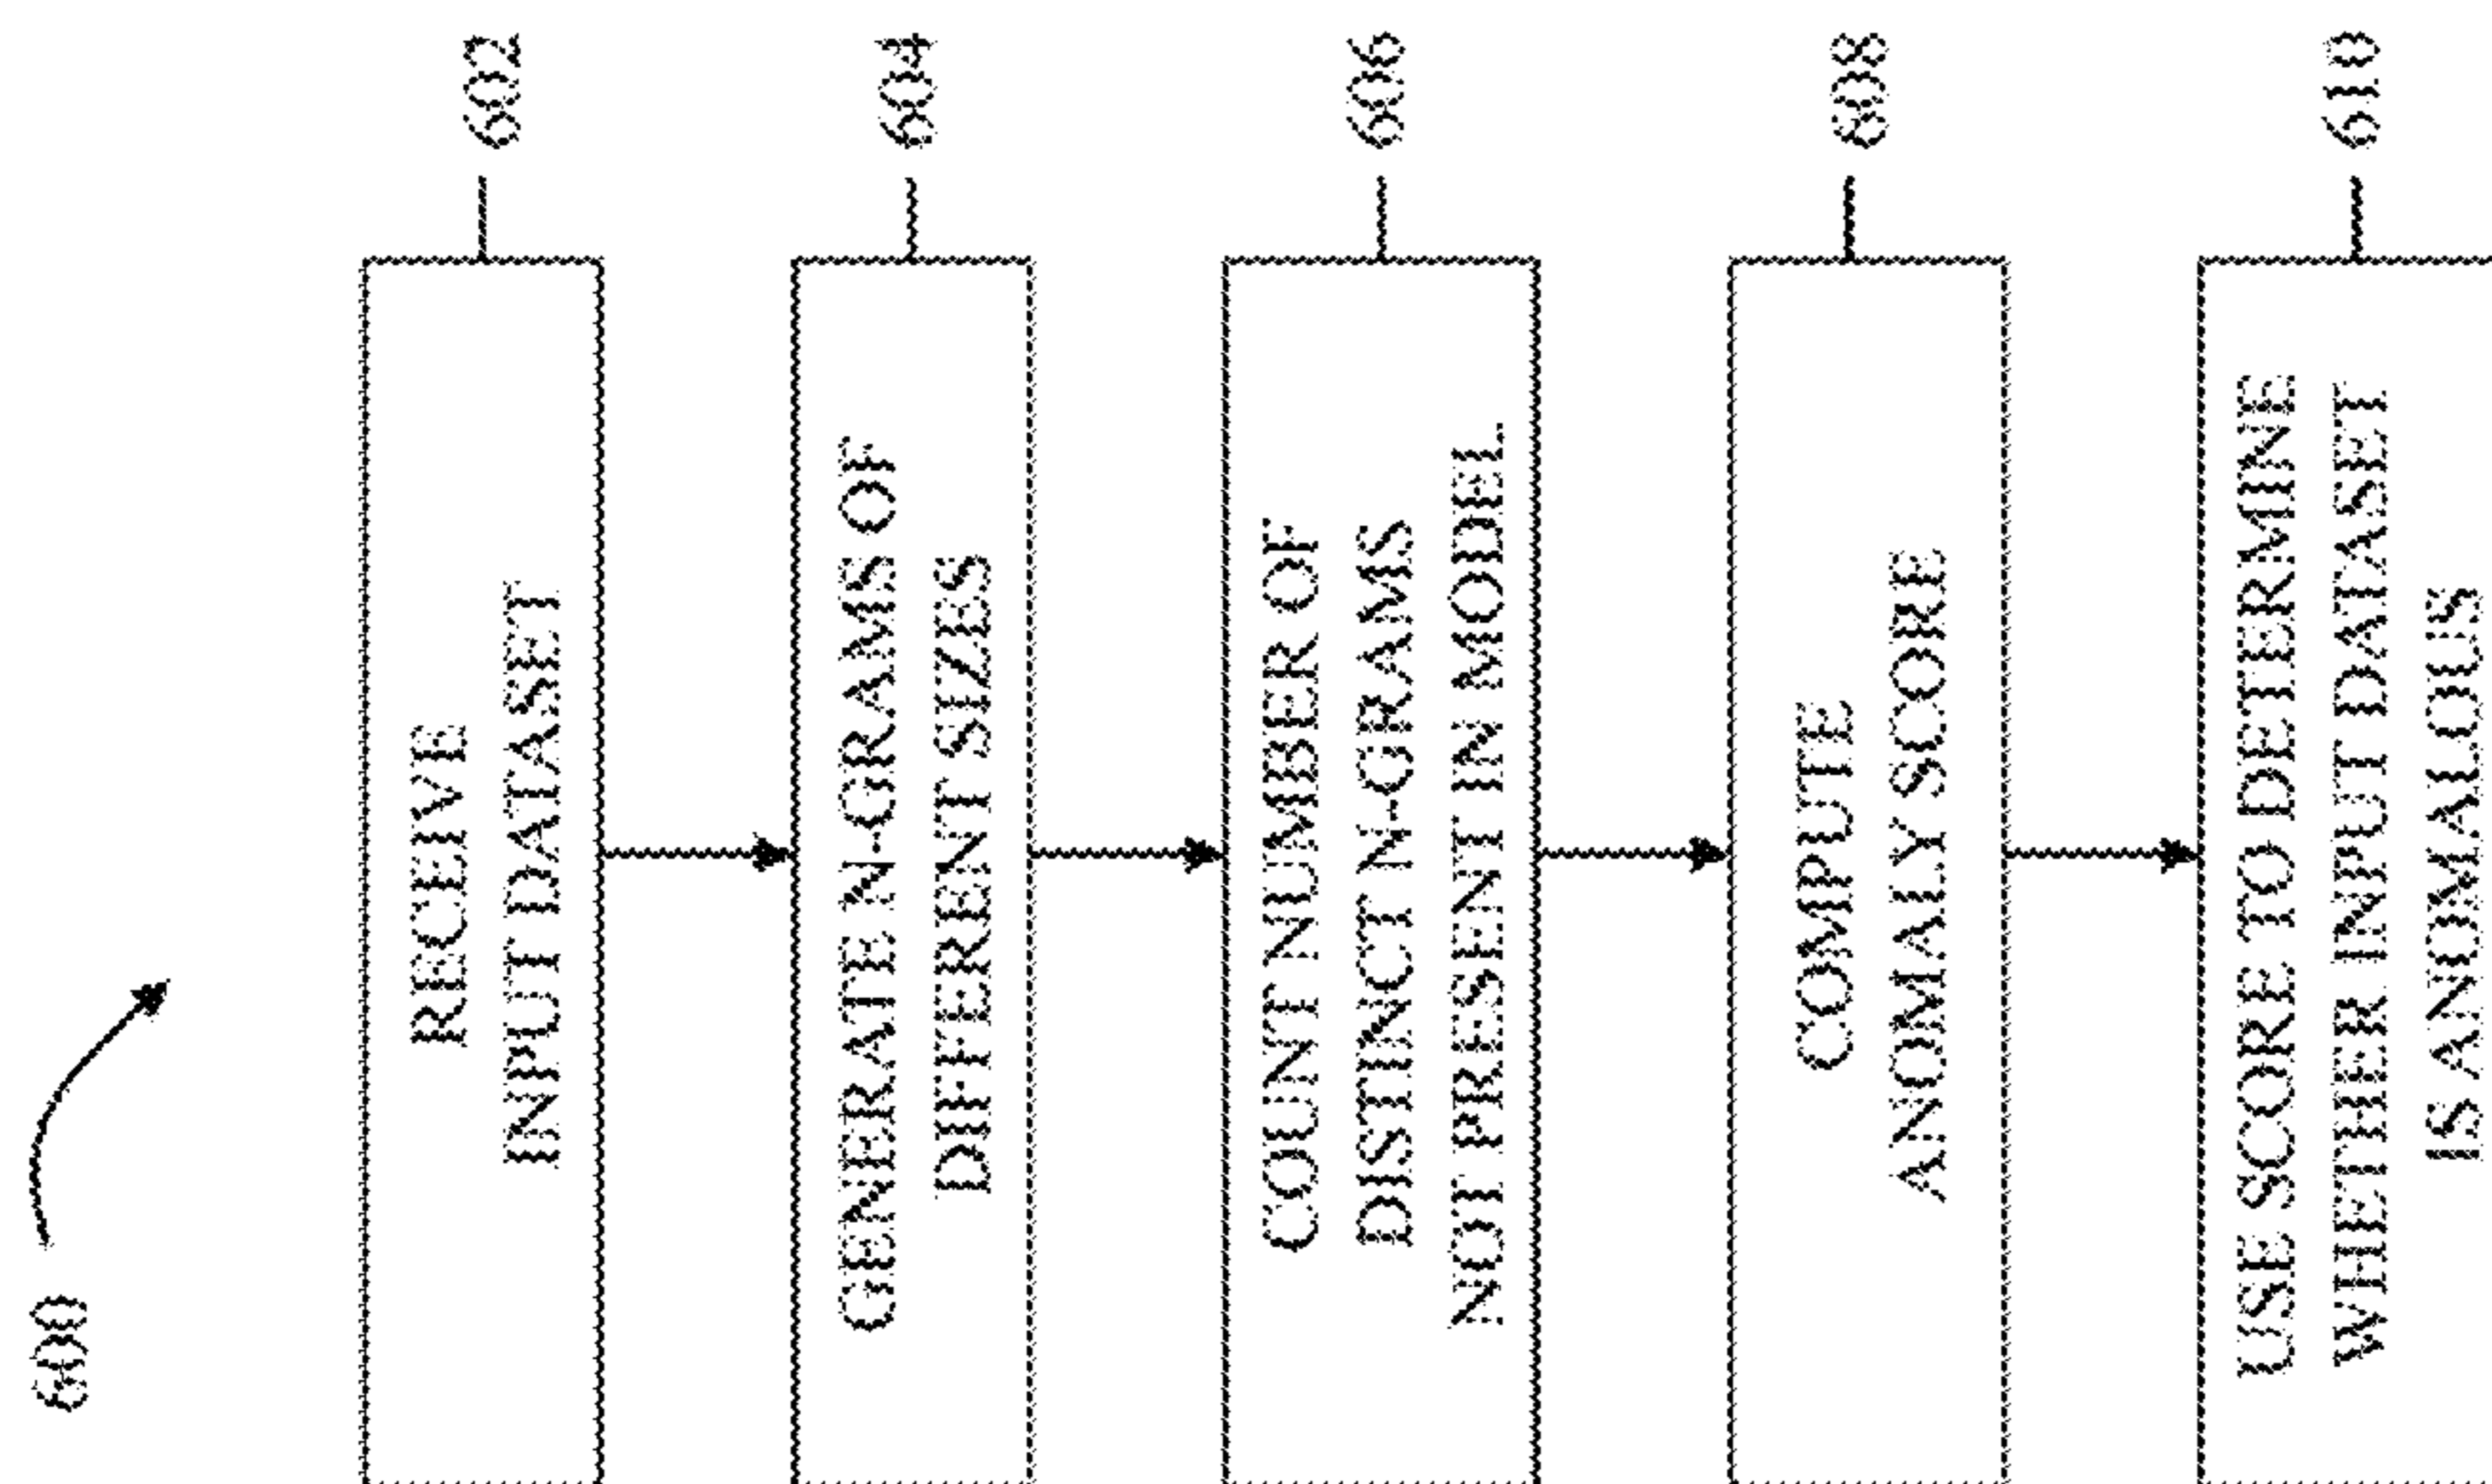 600
RECEIVE
INPUT DATASET
602
GENERATE N-GRAMS OF
DIFFERENT SIZES
604
COUNT NUMBER OF
DISTINCT N-GRAMS
NOT PRESENT IN MODEL
606
COMPUTE
ANOMALY SCORE
608
USE SCORE TO DETERMINE
WHETHER INPUT DATASET
IS ANOMALOUS
610